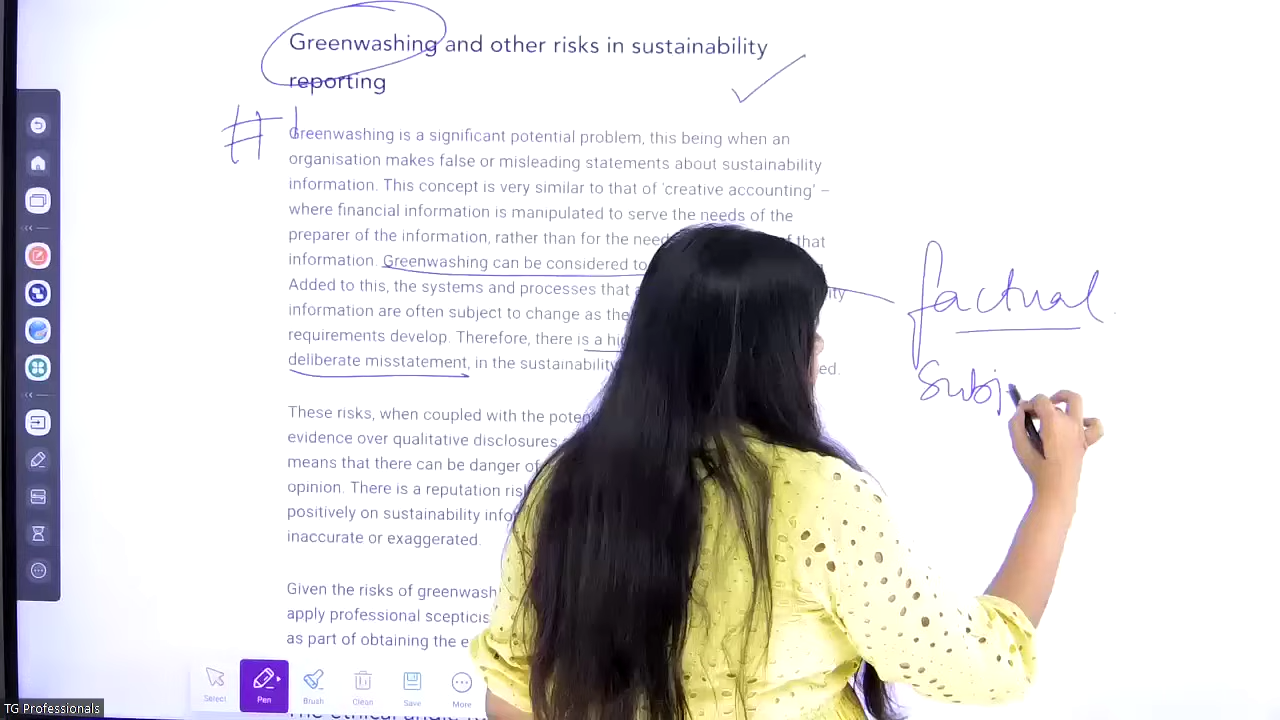 Greenwashing and other risks in sustainability
reporting
#1
Greenwashing is a significant potential problem, this being when an
organisation makes false or misleading statements about sustainability
information. This concept is very similar to that of 'creative accounting' –
where financial information is manipulated to serve the needs of the
preparer of the information, rather than for the need of that
information. Greenwashing can be considered to
Added to this, the systems and processes that
information are often subject to change as the
requirements develop. Therefore, there is a
deliberate misstatement, in the sustainability
factual
Subj
These risks, when coupled with the
evidence over qualitative disclosures
means that there can be danger of
opinion. There is a reputation
positively on sustainability
inaccurate or exaggerated.
Given the risks of
apply professional
as part of obtaining the
Select
Pen
Brush
Clean
Save
More
TG Professionals